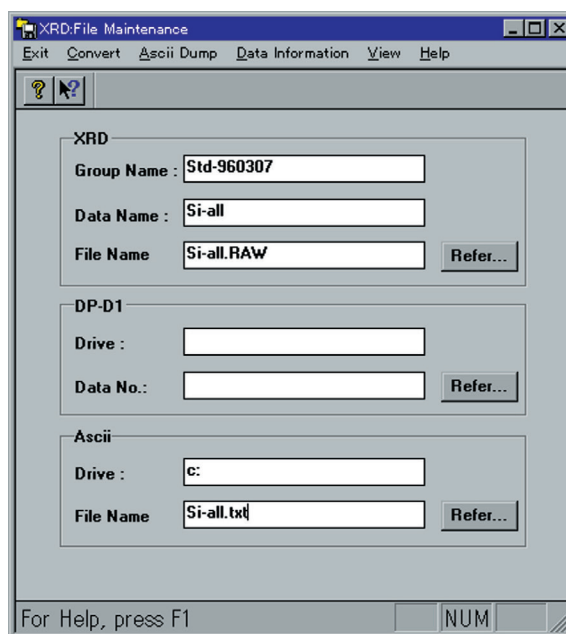 XRD:File Maintenance
Exit Convert Ascii Dump Data Information View Help
XRD
Group Name : Std-960307
Data Name : Si-all
File Name Si-all.RAW Refer...
DP-D1
Drive :
Data No.: Refer...
Ascii
Drive : c:
File Name Si-all.txt Refer...
For Help, press F1 NUM